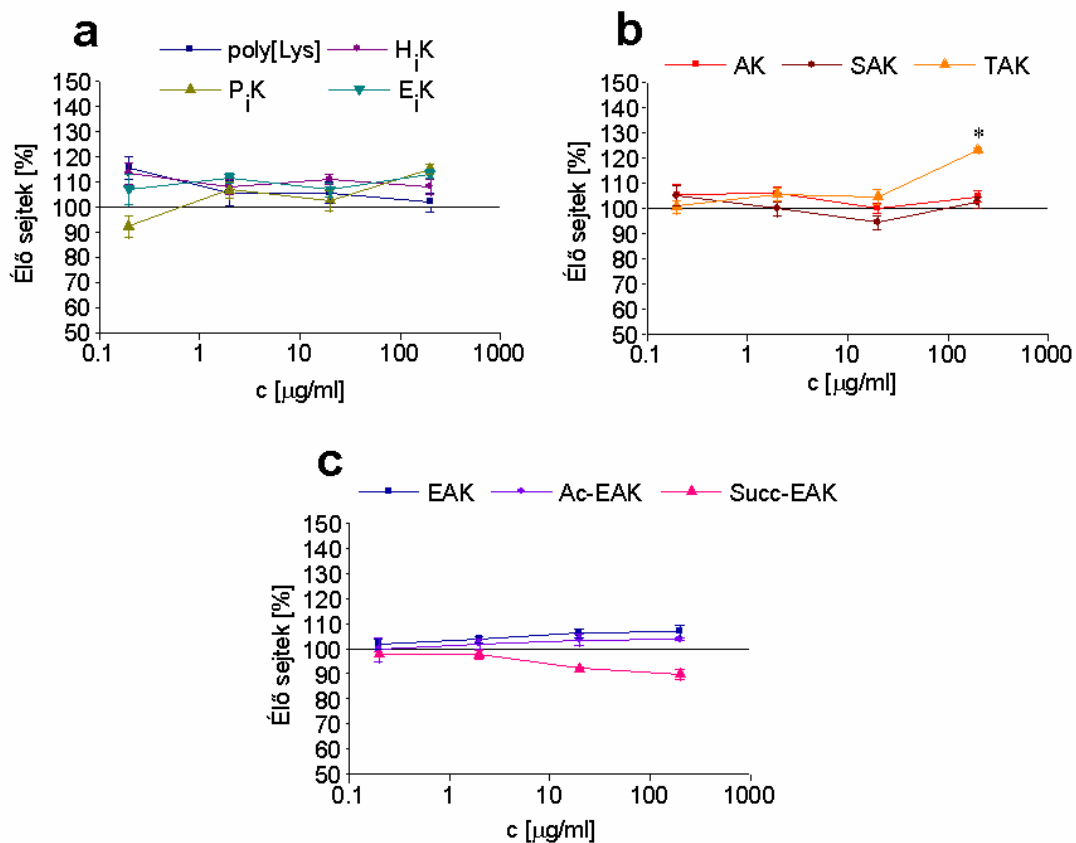 a
poly[Lys] HiK
PiK EiK
150
140
130
120
110
100
90
80
70
60
50
Élő sejtek [%]
0.1 1 10 100 1000
c [µg/ml]
b
AK SAK TAK
150
140
130
120
110
100
90
80
70
60
50
Élő sejtek [%]
*
0.1 1 10 100 1000
c [µg/ml]
c
EAK Ac-EAK Succ-EAK
150
140
130
120
110
100
90
80
70
60
50
Élő sejtek [%]
0.1 1 10 100 1000
c [µg/ml]